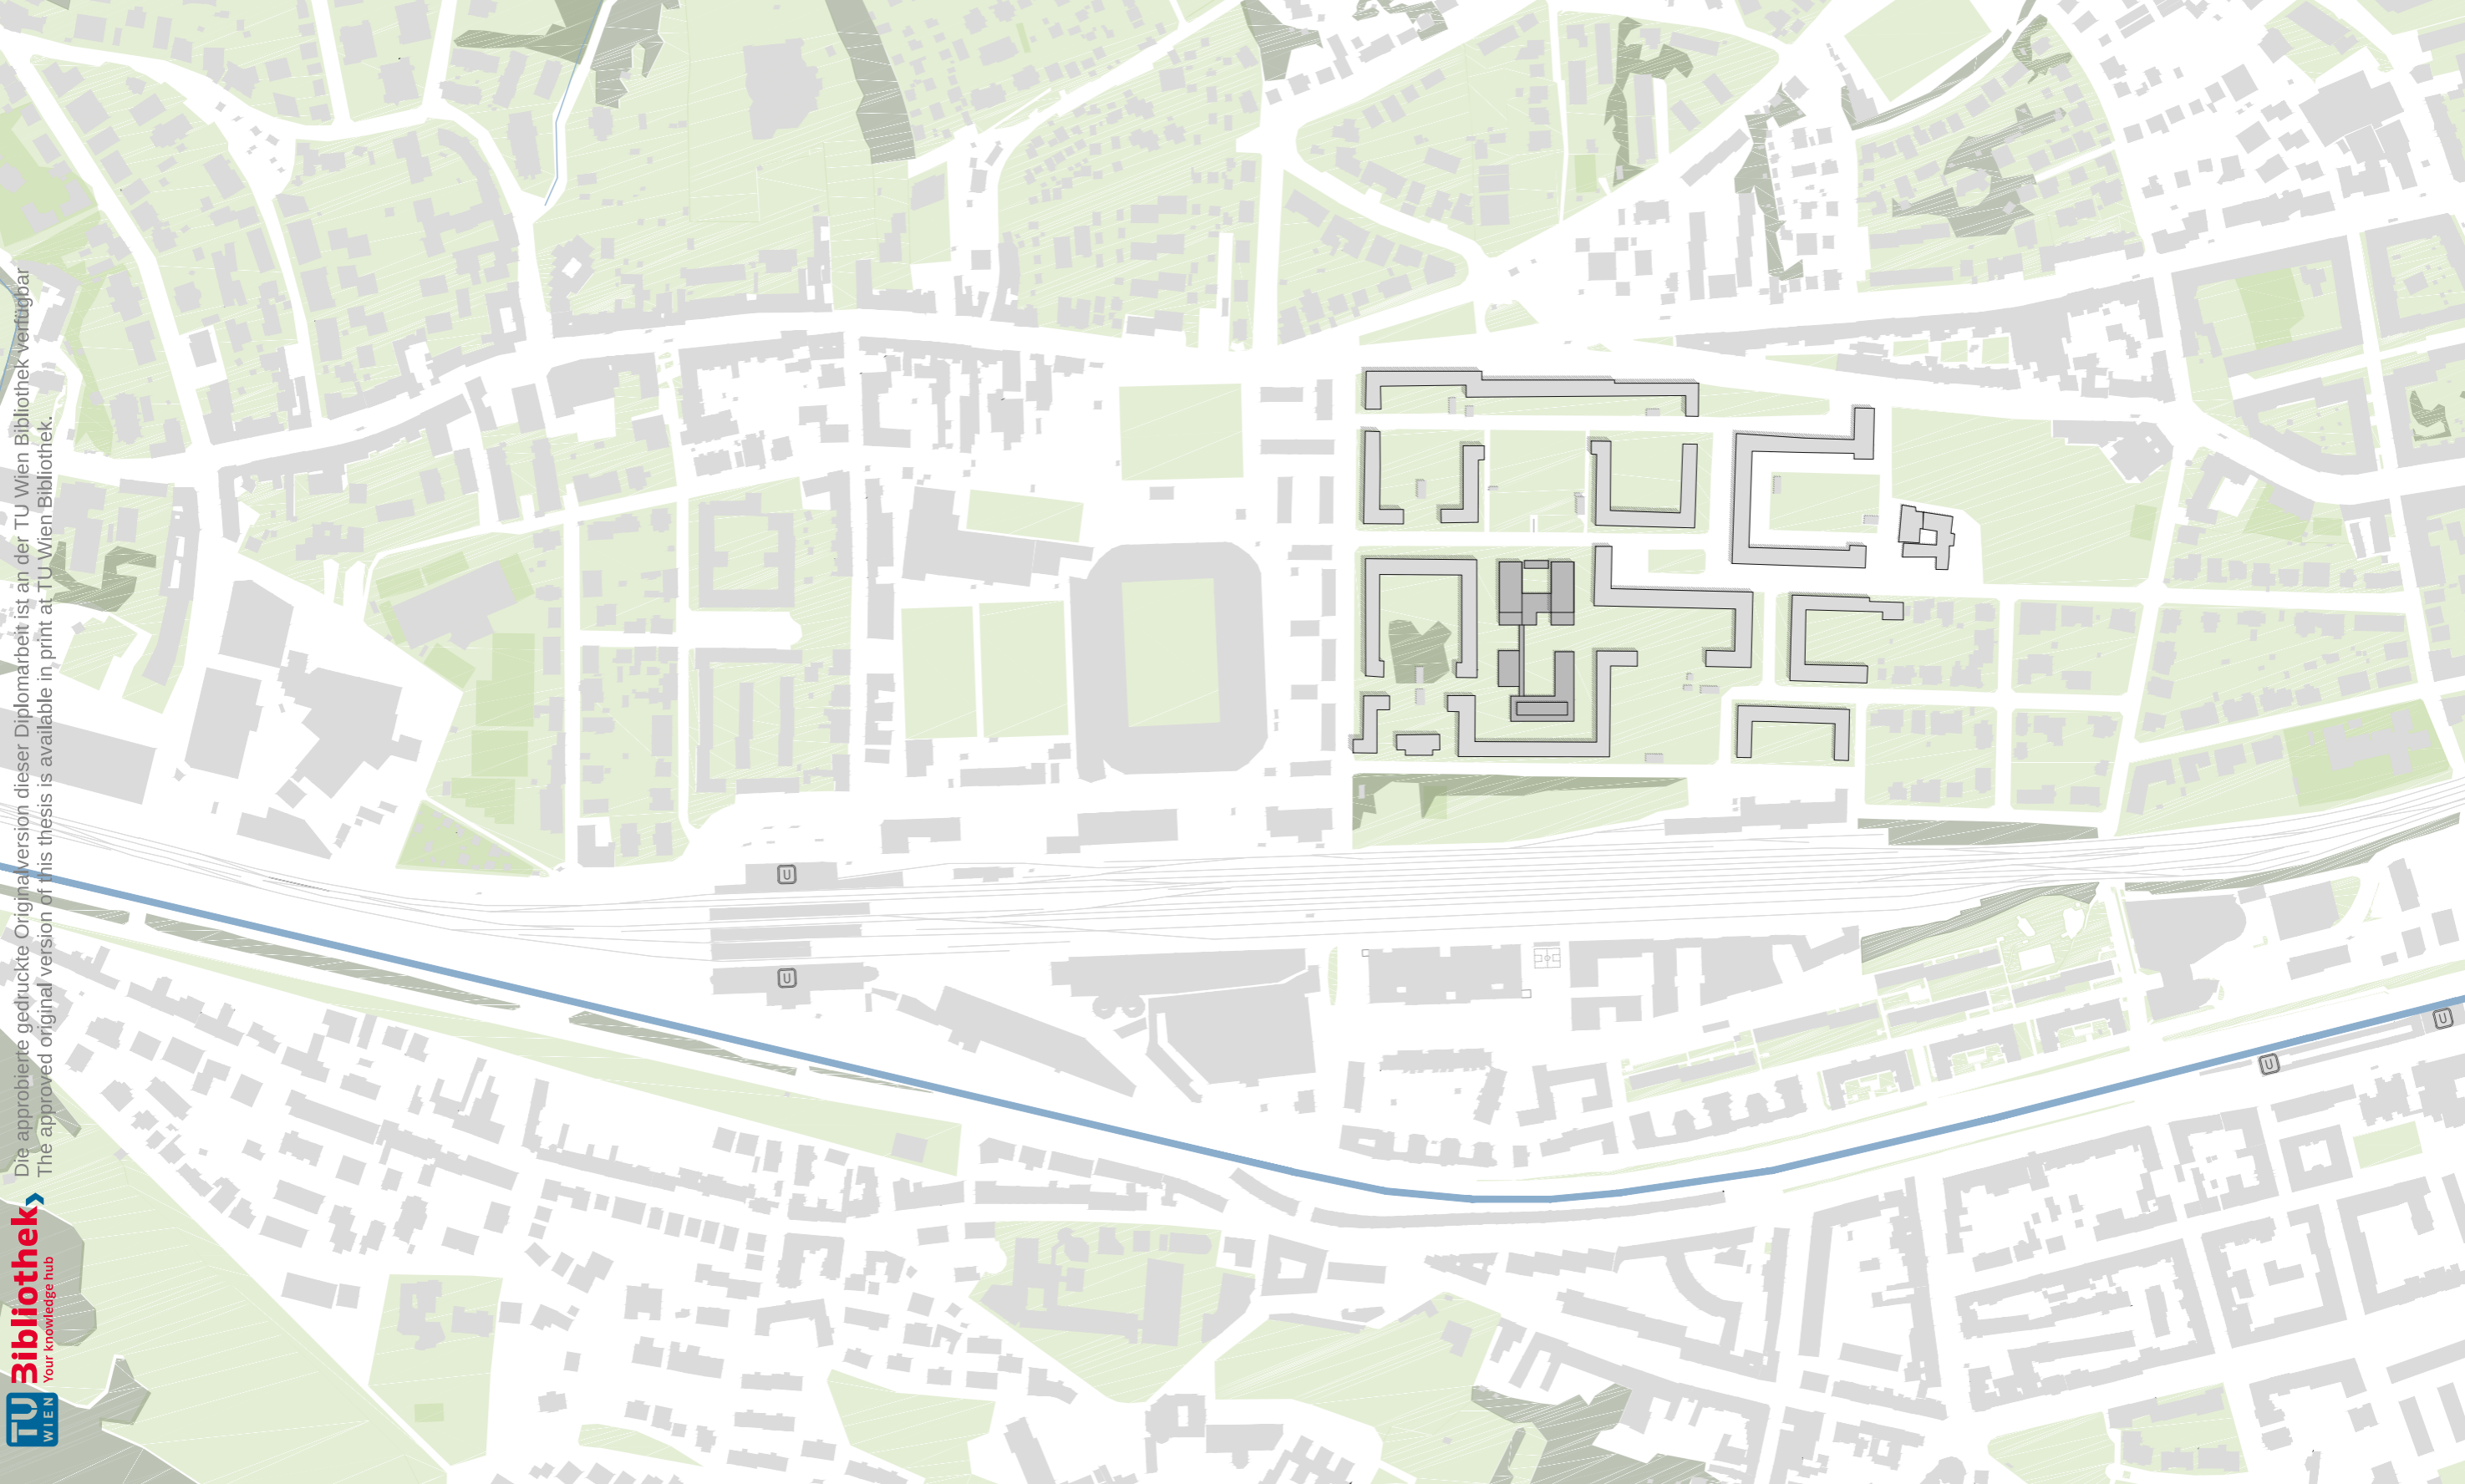 Die approbierte gedruckte Originalversion dieser Diplomarbeit ist an der TU Wien Bibliothek verfügbar
The approved original version of this thesis is available in print at TU Wien Bibliothek.
TU
WIEN
Bibliothek
Your knowledge hub
U
U
U
U